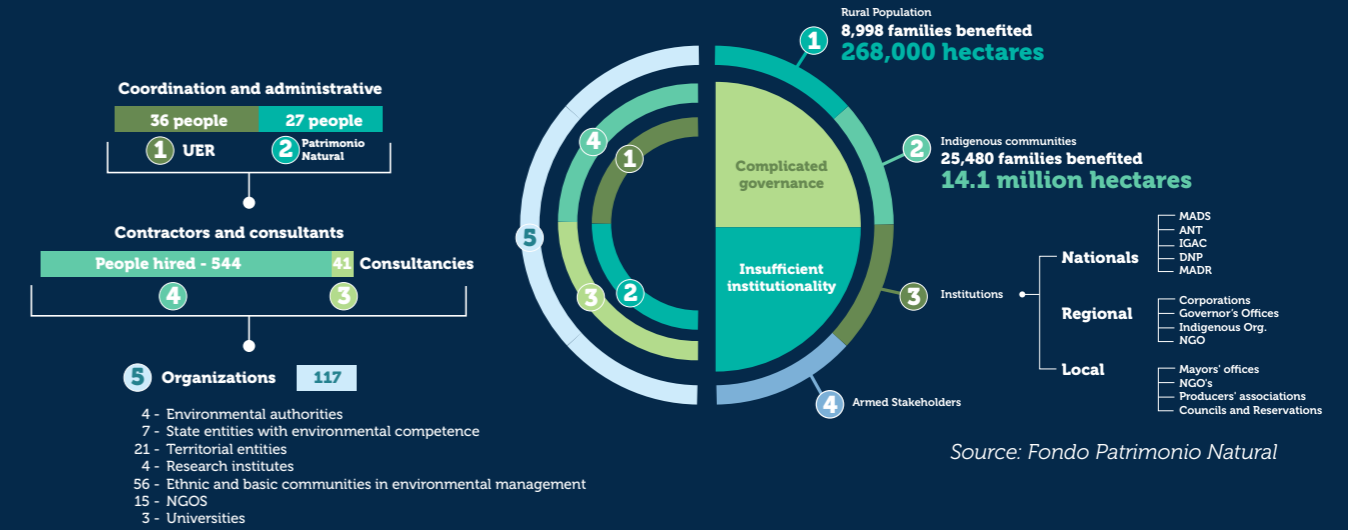 Coordination and administrative
36 people
27 people
1 UER
2 Patrimonio
Natural
Contractors and consultants
People hired - 544
41 Consultancies
4
3
5 Organizations 117
4 - Environmental authorities
7 - State entities with environmental competence
21 - Territorial entities
4 - Research institutes
56 - Ethnic and basic communities in environmental management
15 - NGOS
3 - Universities
5
4
1
3
2
Complicated
governance
Insufficient
institutionality
1
Rural Population
8,998 families benefited
268,000 hectares
2
Indigenous communities
25,480 families benefited
14.1 million hectares
3 Institutions
Nationals
MADS
ANT
IGAC
DNP
MADR
Regional
Corporations
Governor's Offices
Indigenous Org.
NGO
Local
Mayors' offices
NGO's
Producers' associations
Councils and Reservations
4 Armed Stakeholders
Source: Fondo Patrimonio Natural